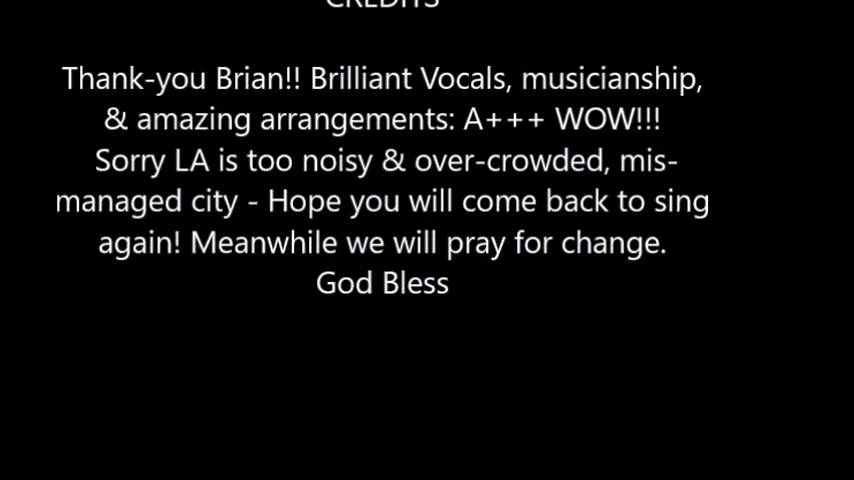 CREDITS
Thank-you Brian!! Brilliant Vocals, musicianship,
& amazing arrangements: A+++ WOW!!!
Sorry LA is too noisy & over-crowded, mis-
managed city - Hope you will come back to sing
again! Meanwhile we will pray for change.
God Bless